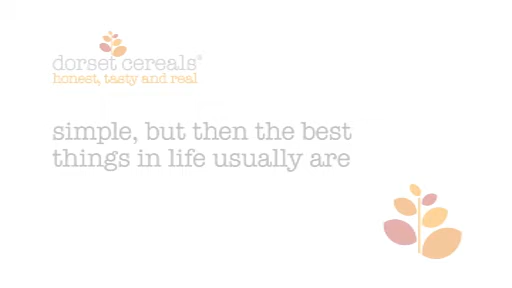 dorset cereals®
honest, tasty and real
simple, but then the best
things in life usually are